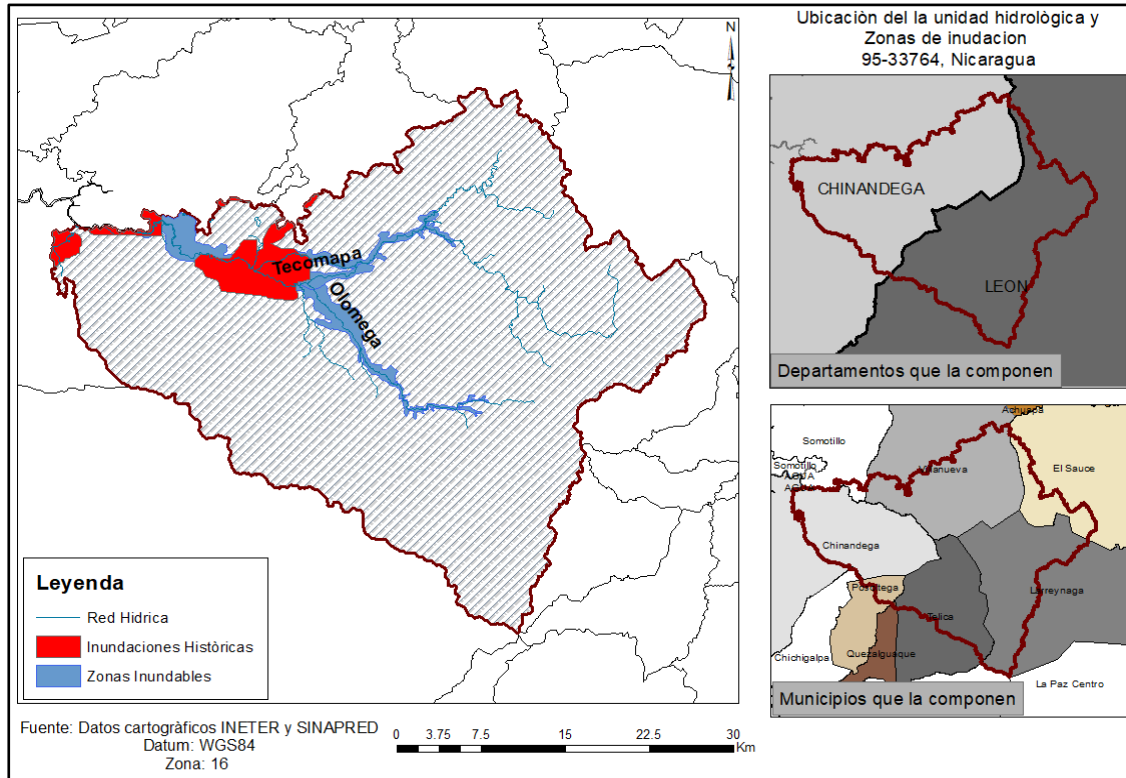 Ubicaciòn del la unidad hidrològica y
Zonas de inudacion
95-33764, Nicaragua
N
Tecomapa
Olomega
Leyenda
Red Hidrica
Inundaciones Històricas
Zonas Inundables
Fuente: Datos cartogràficos INETER y SINAPRED
Datum: WGS84
Zona: 16
0 3.75 7.5 15 22.5 30
Km
CHINANDEGA
LEON
Departamentos que la componen
Achuapa
Somotillo
Villanueva
El Sauce
Somotillo
AGUA
Chinandega
Posoltega
Larreynaga
Telica
Quezalguaque
Chichigalpa
La Paz Centro
Municipios que la componen